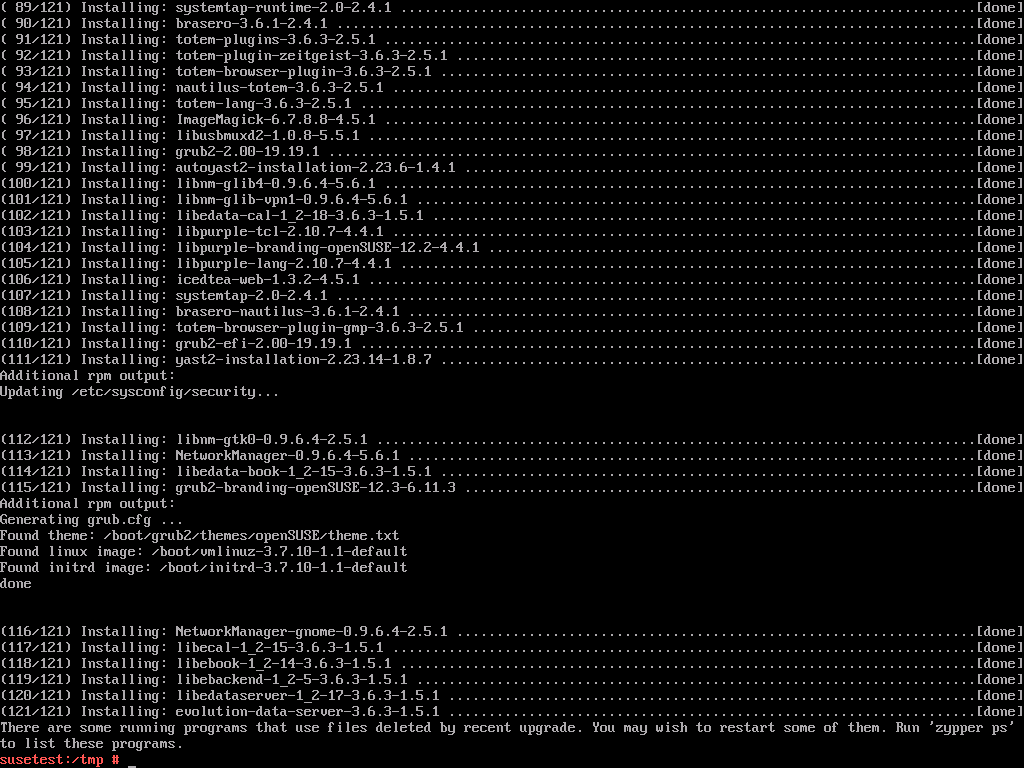 ( 89/121) Installing: systemtap-runtime-2.0-2.4.1 ........................................................................[done]
( 90/121) Installing: brasero-3.6.1-2.4.1 ................................................................................[done]
( 91/121) Installing: totem-plugins-3.6.3-2.5.1 ..........................................................................[done]
( 92/121) Installing: totem-plugin-zeitgeist-3.6.3-2.5.1 .................................................................[done]
( 93/121) Installing: totem-browser-plugin-3.6.3-2.5.1 ...................................................................[done]
( 94/121) Installing: nautilus-totem-3.6.3-2.5.1 .........................................................................[done]
( 95/121) Installing: totem-lang-3.6.3-2.5.1 .............................................................................[done]
( 96/121) Installing: ImageMagick-6.7.8.8-4.5.1 ..........................................................................[done]
( 97/121) Installing: libusbmuxd2-1.0.8-5.5.1 ............................................................................[done]
( 98/121) Installing: grub2-2.00-19.19.1 .................................................................................[done]
( 99/121) Installing: autoyast2-installation-2.23.6-1.4.1 ................................................................[done]
(100/121) Installing: libnm-glib4-0.9.6.4-5.6.1 ..........................................................................[done]
(101/121) Installing: libnm-glib-vpn1-0.9.6.4-5.6.1 ......................................................................[done]
(102/121) Installing: libedata-cal-1_2-18-3.6.3-1.5.1 ....................................................................[done]
(103/121) Installing: libpurple-tcl-2.10.7-4.4.1 .........................................................................[done]
(104/121) Installing: libpurple-branding-openSUSE-12.2-4.4.1 .............................................................[done]
(105/121) Installing: libpurple-lang-2.10.7-4.4.1 ........................................................................[done]
(106/121) Installing: icedtea-web-1.3.2-4.5.1 ............................................................................[done]
(107/121) Installing: systemtap-2.0-2.4.1 ................................................................................[done]
(108/121) Installing: brasero-nautilus-3.6.1-2.4.1 .......................................................................[done]
(109/121) Installing: totem-browser-plugin-gmp-3.6.3-2.5.1 ...............................................................[done]
(110/121) Installing: grub2-efi-2.00-19.19.1 .............................................................................[done]
(111/121) Installing: yast2-installation-2.23.14-1.8.7 ...................................................................[done]
Additional rpm output:
Updating /etc/sysconfig/security...
(112/121) Installing: libnm-gtk0-0.9.6.4-2.5.1 ...........................................................................[done]
(113/121) Installing: NetworkManager-0.9.6.4-5.6.1 .......................................................................[done]
(114/121) Installing: libedata-book-1_2-15-3.6.3-1.5.1 ...................................................................[done]
(115/121) Installing: grub2-branding-openSUSE-12.3-6.11.3 ................................................................[done]
Additional rpm output:
Generating grub.cfg ...
Found theme: /boot/grub2/themes/openSUSE/theme.txt
Found linux image: /boot/vmlinuz-3.7.10-1.1-default
Found initrd image: /boot/initrd-3.7.10-1.1-default
done
(116/121) Installing: NetworkManager-gnome-0.9.6.4-2.5.1 .................................................................[done]
(117/121) Installing: libecal-1_2-15-3.6.3-1.5.1 .........................................................................[done]
(118/121) Installing: libebook-1_2-14-3.6.3-1.5.1 ........................................................................[done]
(119/121) Installing: libebackend-1_2-5-3.6.3-1.5.1 ......................................................................[done]
(120/121) Installing: libedataserver-1_2-17-3.6.3-1.5.1 ..................................................................[done]
(121/121) Installing: evolution-data-server-3.6.3-1.5.1 ..................................................................[done]
There are some running programs that use files deleted by recent upgrade. You may wish to restart some of them. Run 'zypper ps'
to list these programs.
susetest:/tmp # _